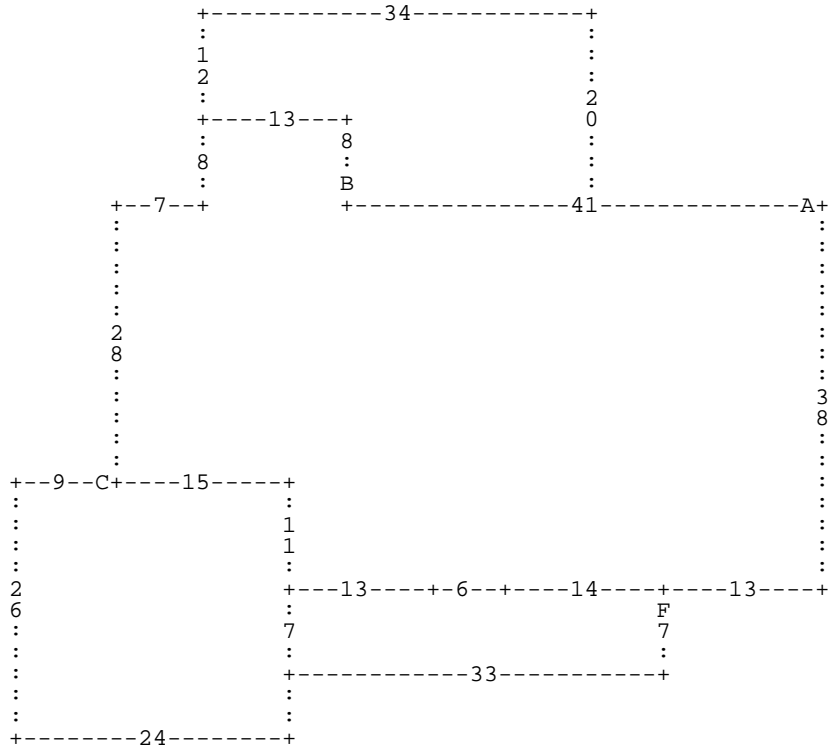 +------------34------------+
:                          :
1                          :
2                          :
:                          2
+----13---+                0
:         8                :
8         :                :
:         B                :
+--7--+         +---------------41--------------A+
:                                                :
:                                                :
:                                                :
:                                                :
:                                                :
2                                                :
8                                                :
:                                                :
:                                                3
:                                                8
:                                                :
:                                                :
+--9--C+----15-----+                             :
:                  :                             :
:                  1                             :
:                  1                             :
:                  :                             :
2                  +---13----+-6--+----14----+----13----+
6                  :                         F
:                  7                         7
:                  :                         :
:                  +------------33-----------+
:                  :
:                  :
+--------24--------+